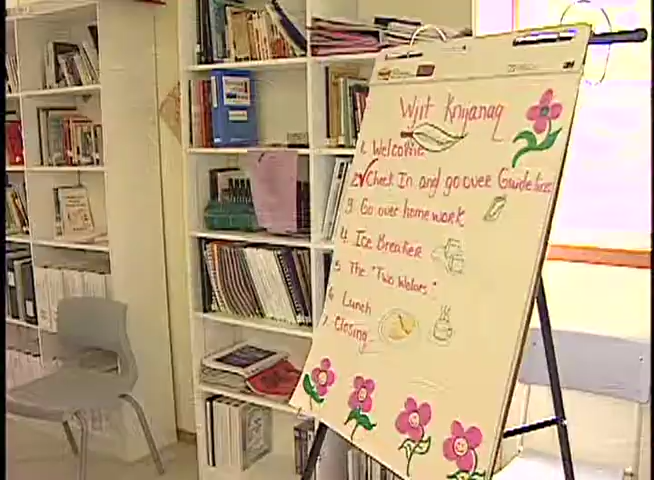 Wjit Knijanaq
1. Welcome
2. Check In and go over Guidelines
3. Go over homework
4. Ice Breaker
5. The "Two Wolves"
6. Lunch
7. Closing